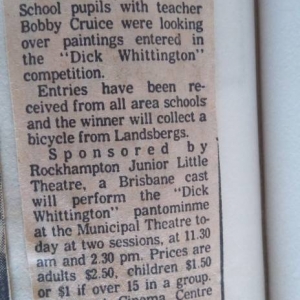 School pupils with teacher
Bobby Cruice were looking
over paintings entered in
the "Dick Whittington"
competition.
Entries have been re-
ceived from all area schools
and the winner will collect a
bicycle from Landsbergs.
Sponsored by
Rockhampton Junior Little
Theatre, a Brisbane cast
will perform the "Dick
Whittington" pantominme
at the Municipal Theatre to-
day at two sessions, at 11.30
am and 2.30 pm. Prices are
adults $2.50, children $1.50
or $1 if over 15 in a group.
Cinema Centre